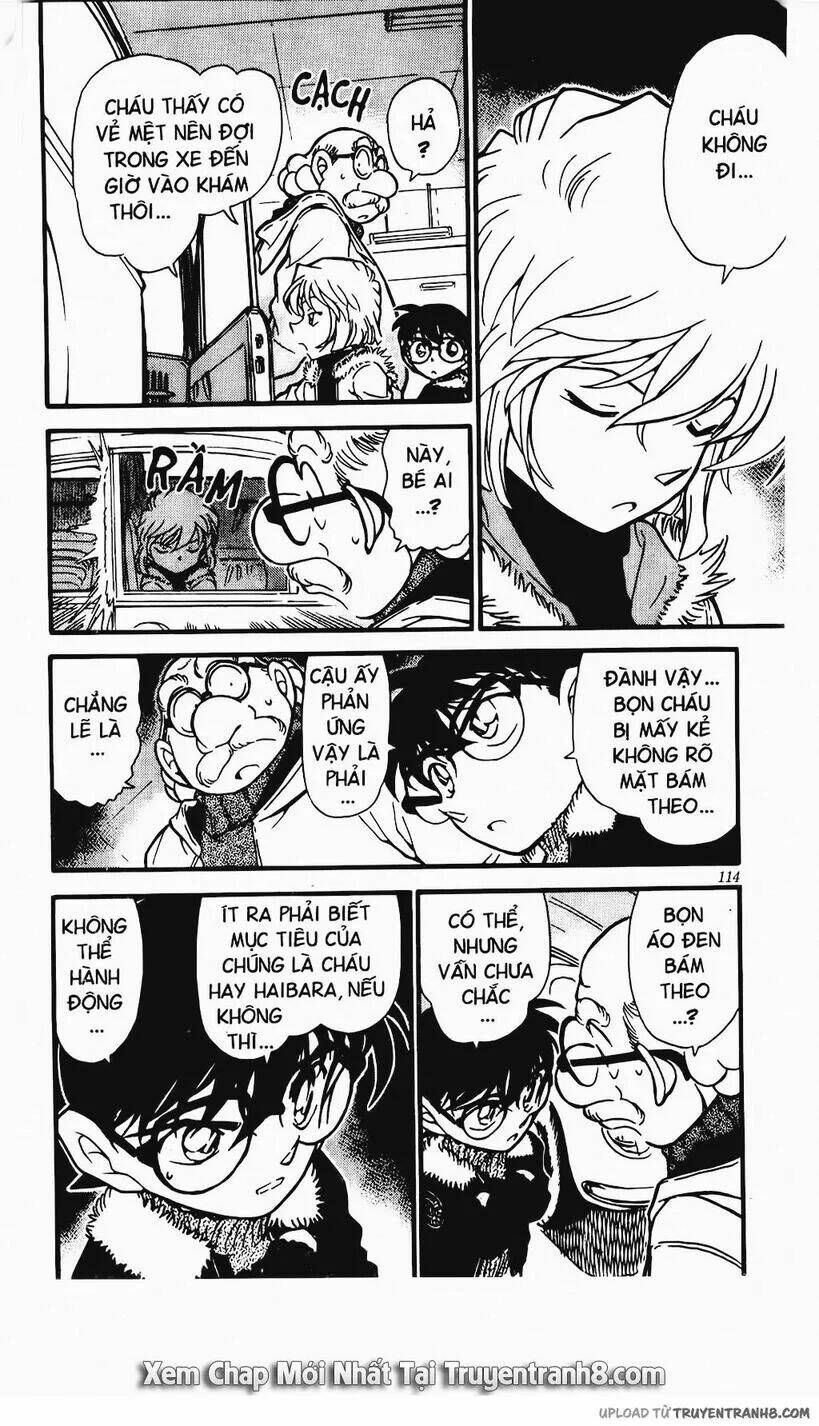 CHÁU
KHÔNG
ĐI...
HẢ
?
CẠCH
CHÁU THẤY CÓ
VẺ MỆT NÊN ĐỢI
TRONG XE ĐẾN
GIỜ VÀO KHÁM
THÔI...
NÀY,
BÉ AI
...?
RẦM
ĐÀNH VẬY...
BỌN CHÁU
BỊ MẤY KẺ
KHÔNG RÕ
MẶT BÁM
THEO...
CẬU ẤY
PHẢN
ỨNG
VẬY LÀ
PHẢI
...
CHẲNG
LẼ LÀ
...
114
BỌN
ÁO ĐEN
BÁM
THEO
...?
CÓ THỂ,
NHƯNG
VẪN CHƯA
CHẮC
...
ÍT RA PHẢI BIẾT
MỤC TIÊU CỦA
CHÚNG LÀ CHÁU
HAY HAIBARA, NẾU
KHÔNG
THÌ...
KHÔNG
THỂ
HÀNH
ĐỘNG
...
Xem Chap Mới Nhất Tại Truyentranh8.com
UPLOAD TỪ TRUYENTRANH8.COM